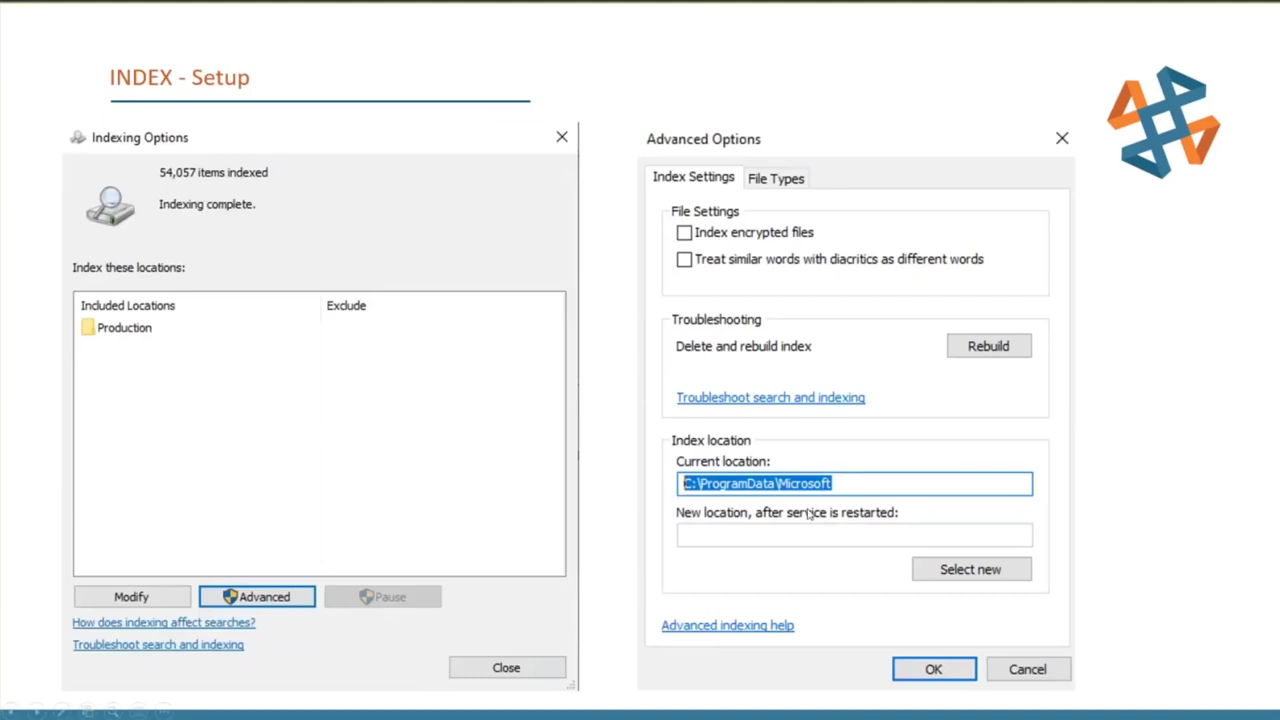 INDEX - Setup
Indexing Options
54,057 items indexed
Indexing complete.
Index these locations:
Included Locations
Exclude
Production
Modify
Advanced
Pause
How does indexing affect searches?
Troubleshoot search and indexing
Close
Advanced Options
Index Settings
File Types
File Settings
Index encrypted files
Treat similar words with diacritics as different words
Troubleshooting
Delete and rebuild index
Rebuild
Troubleshoot search and indexing
Index location
Current location:
C:\ProgramData\Microsoft
New location, after service is restarted:
Select new
Advanced indexing help
OK
Cancel